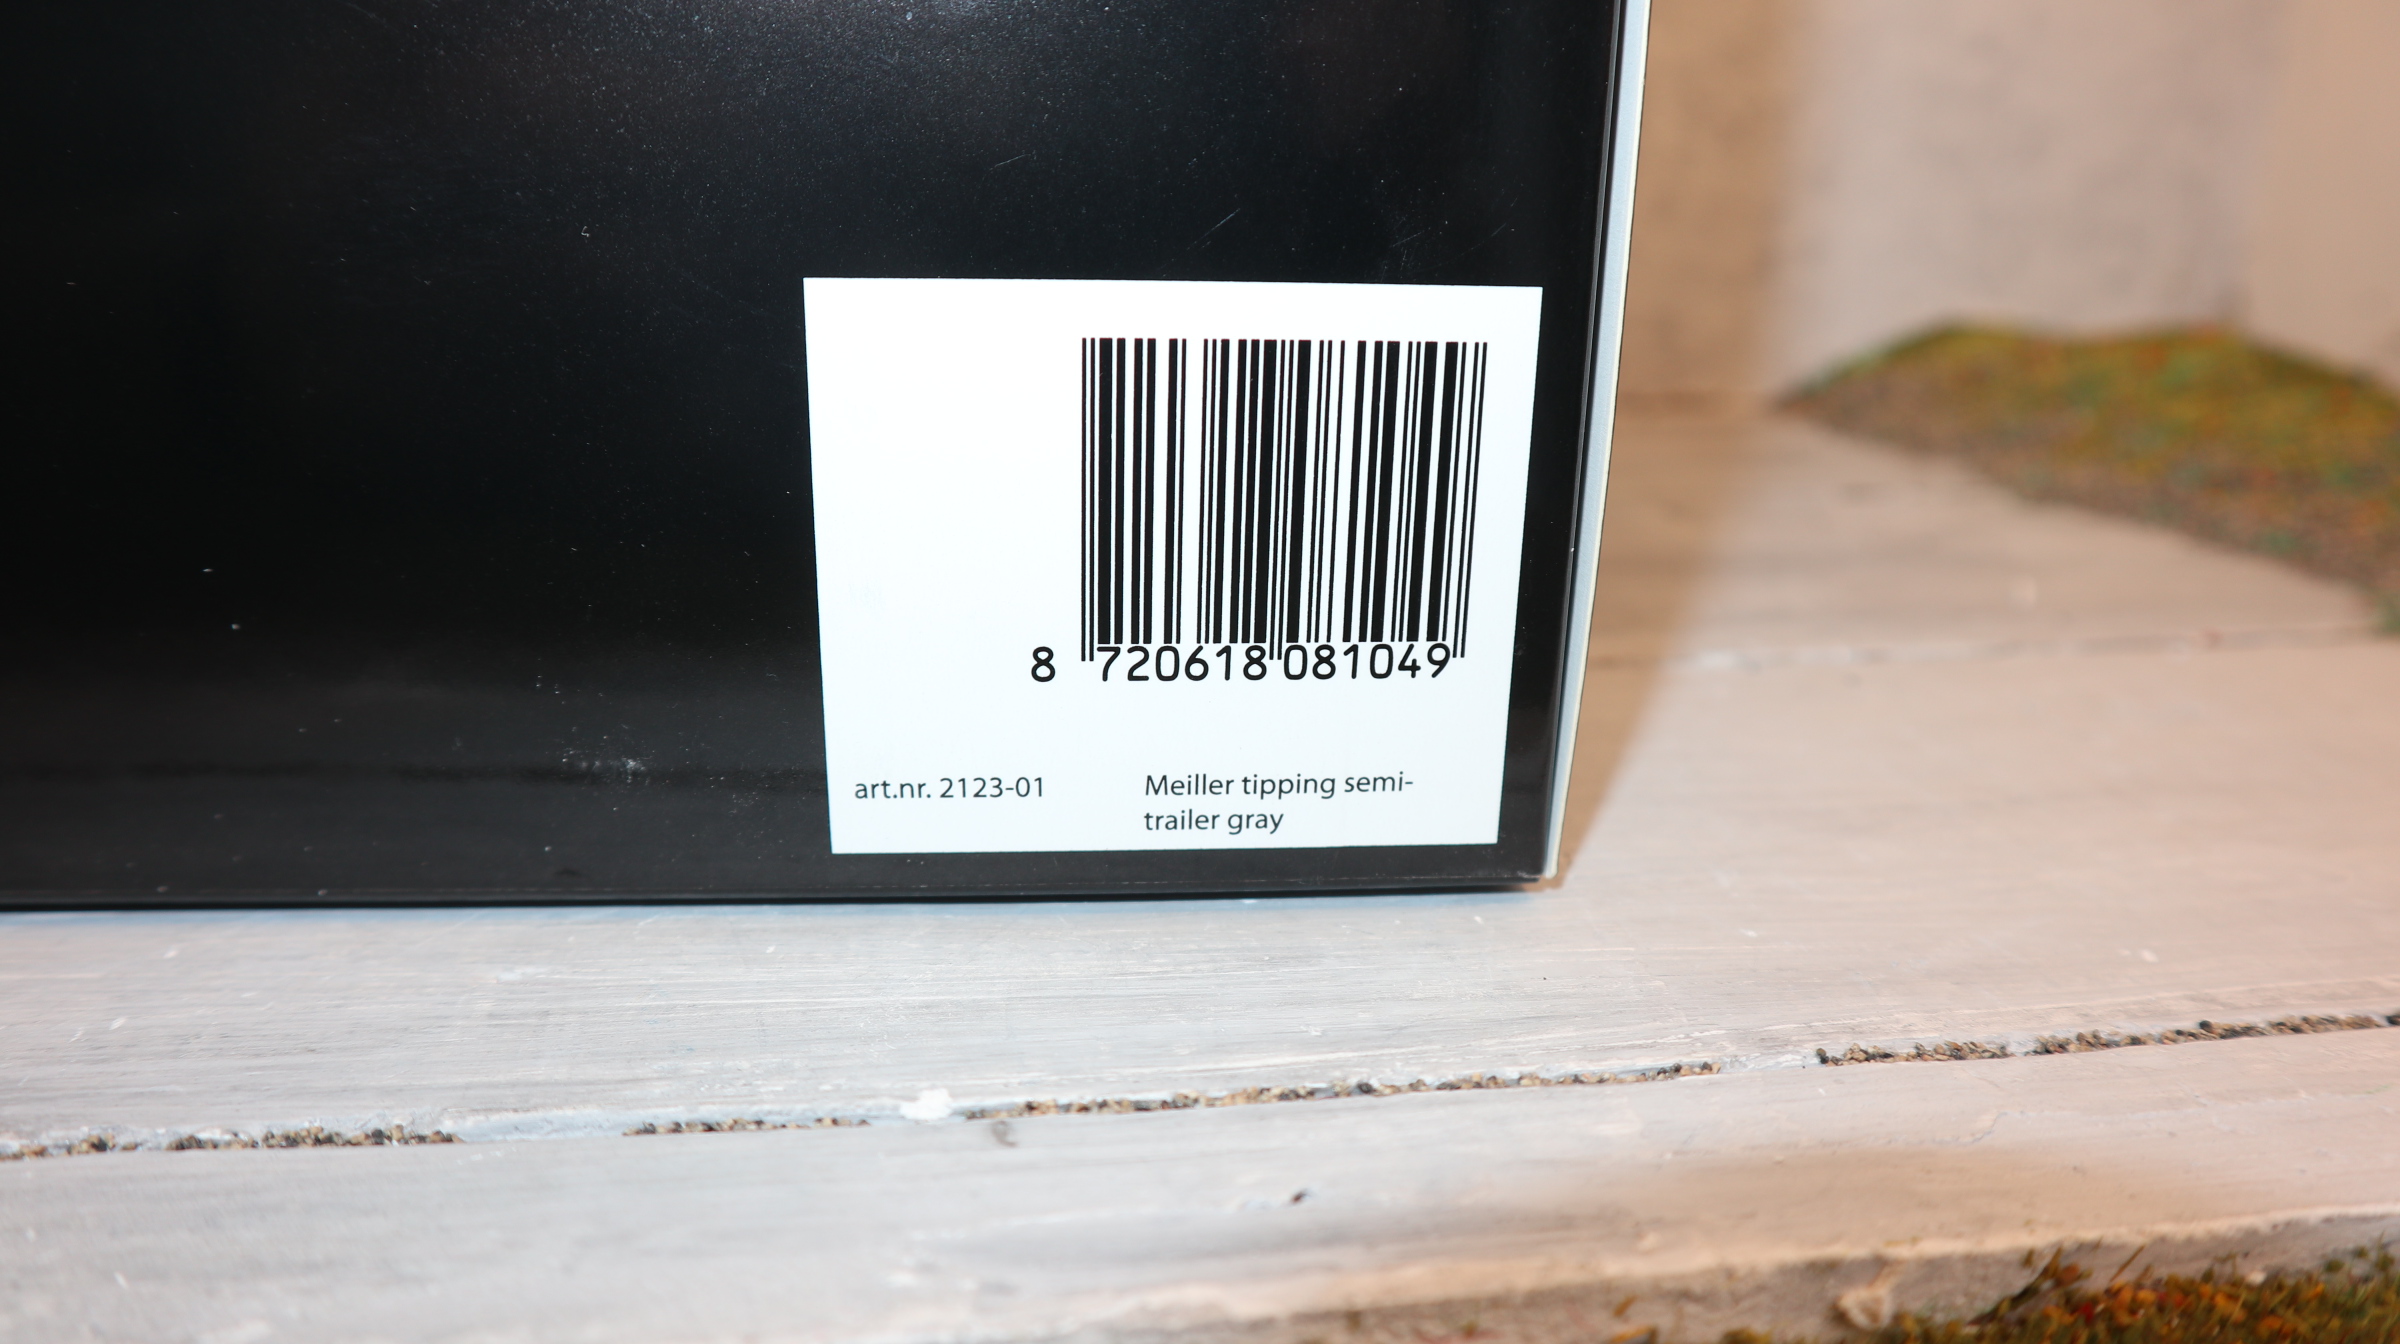 8 720618 081049
art.nr. 2123-01
Meiller tipping semi-
trailer gray